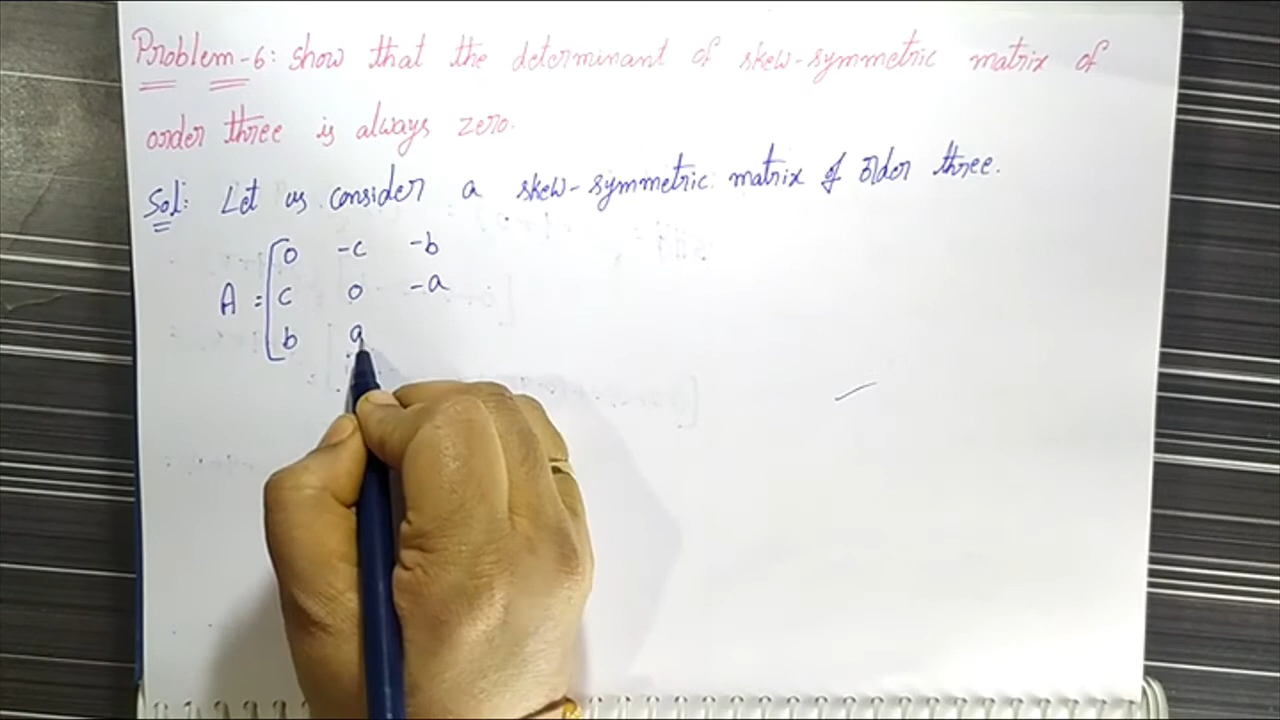 Problem-6: Show that the determinant of skew-symmetric matrix of
order three is always zero.
Sol: Let us consider a skew-symmetric matrix of order three.
0 -c -b
A = c 0 -a
b a